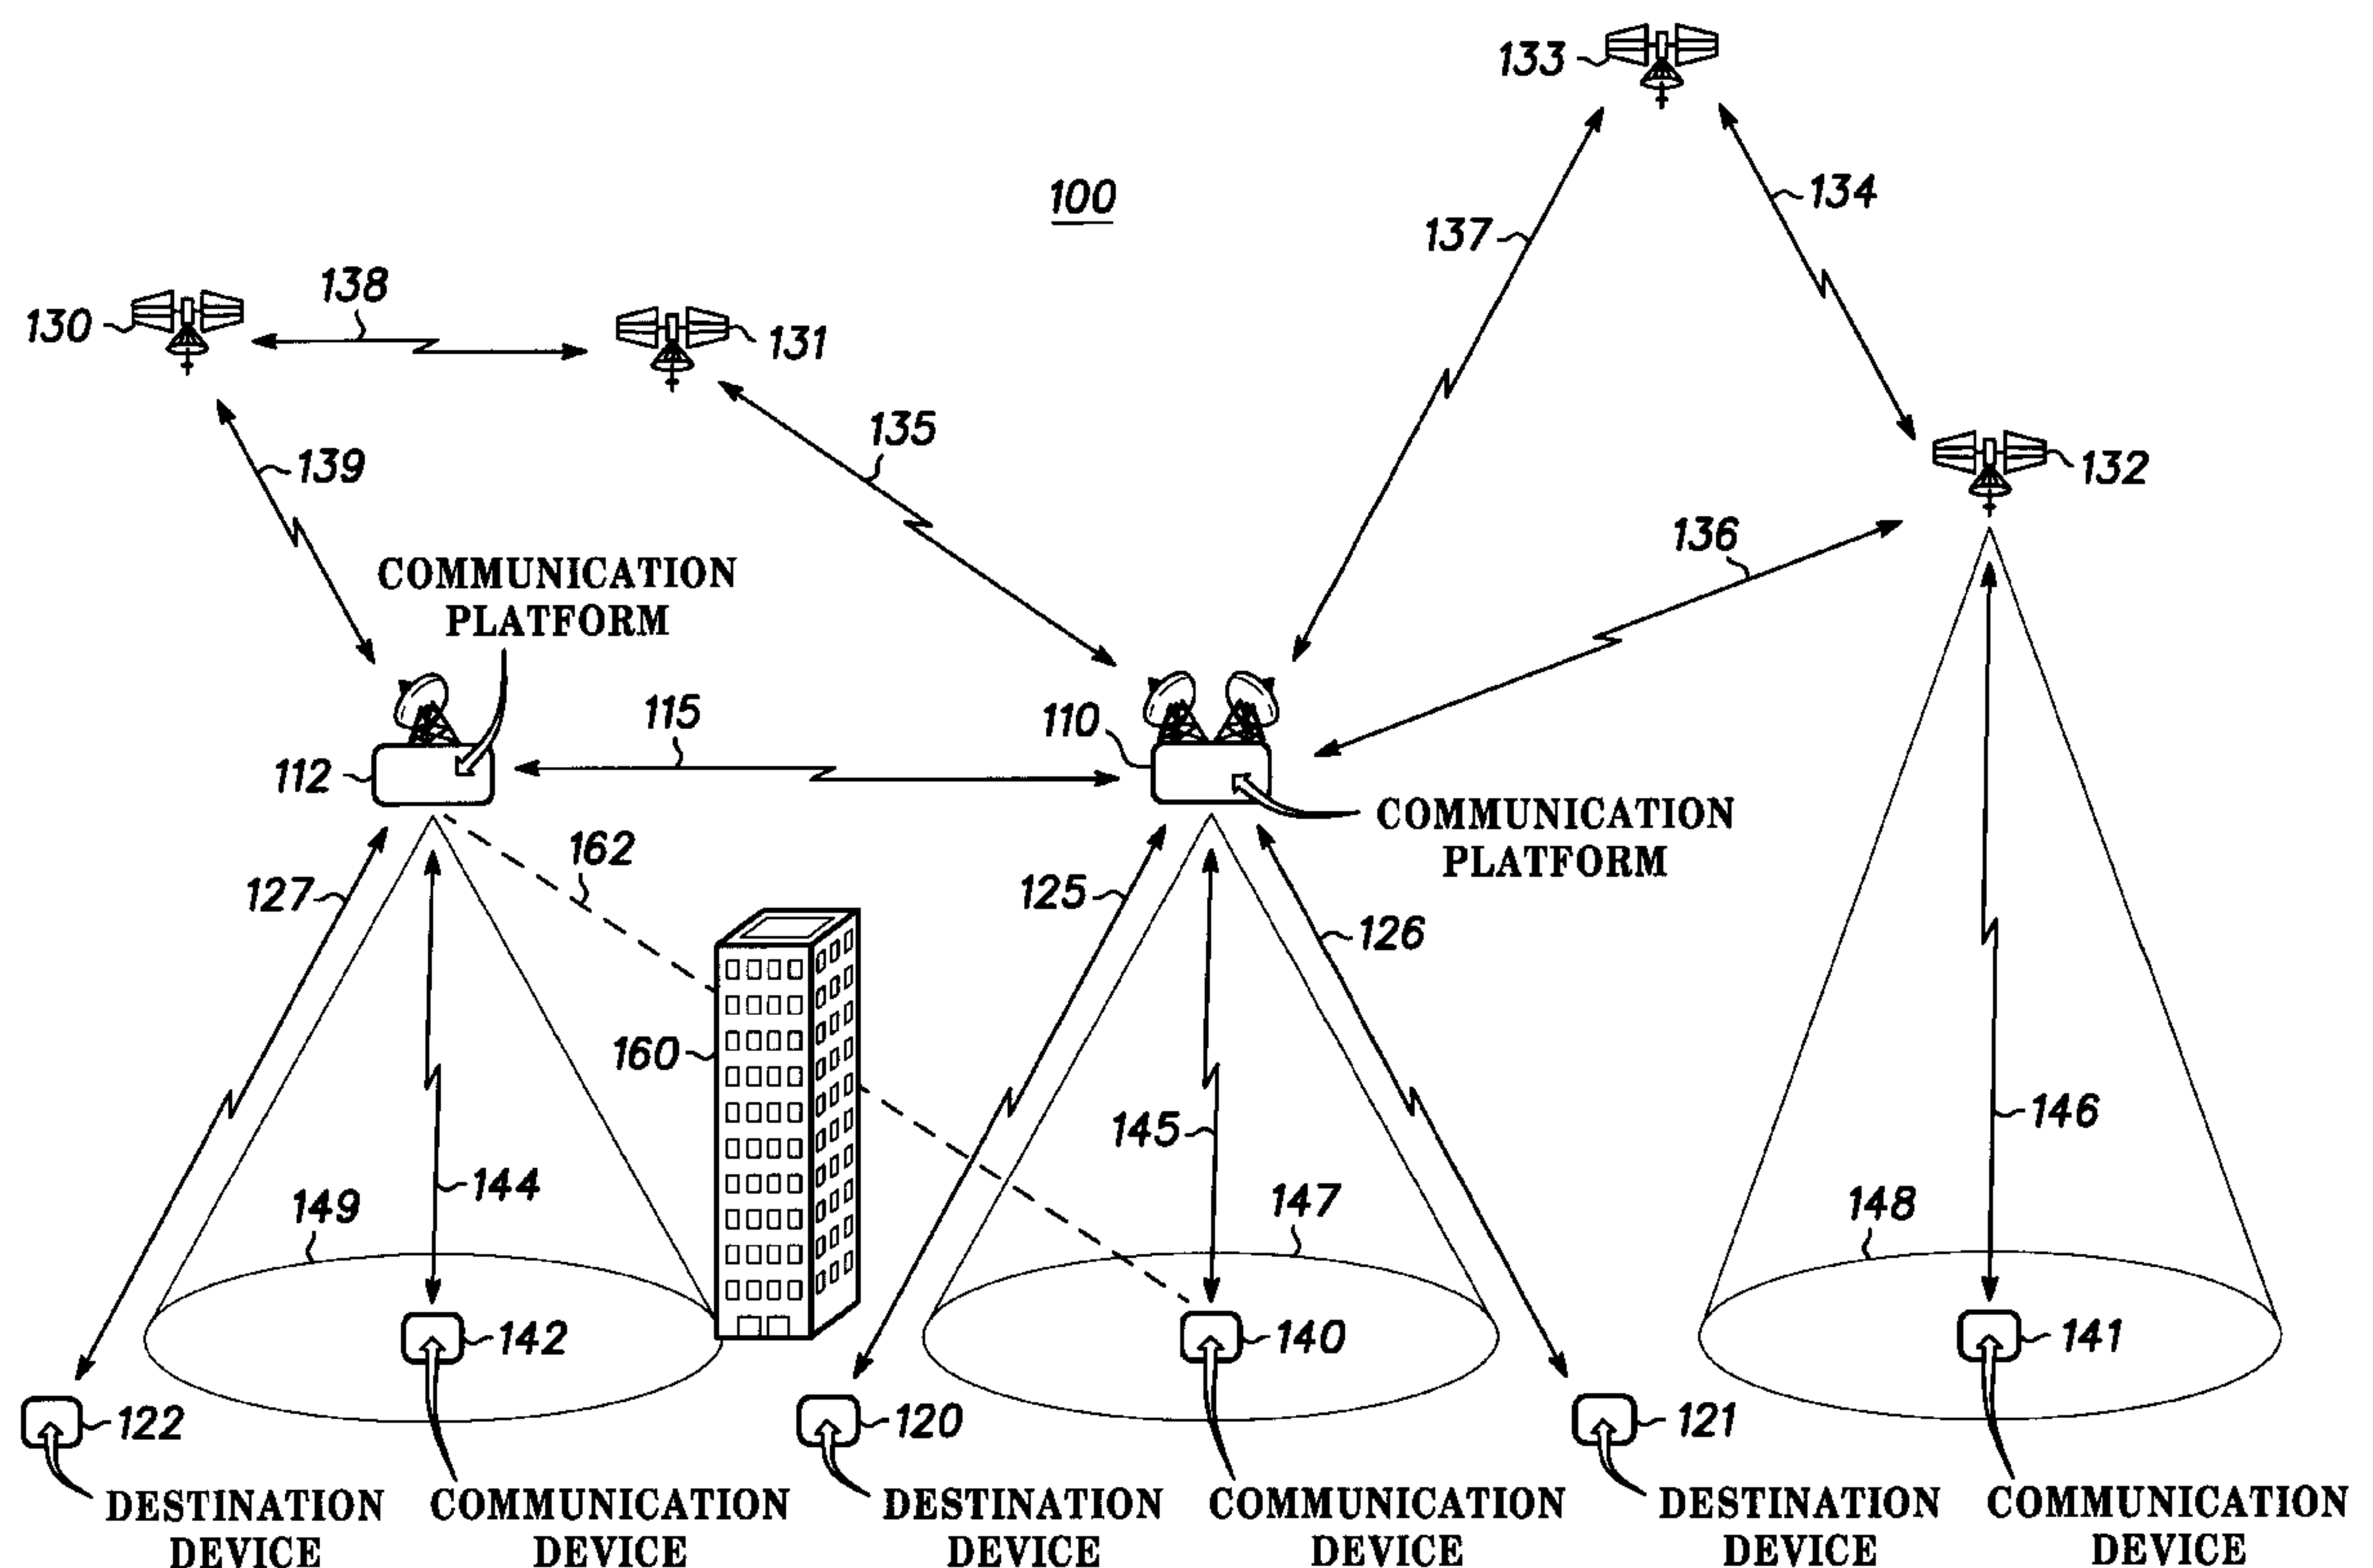 133
100
134
137
138
130
131
135
139
132
136
COMMUNICATION
PLATFORM
115
110
112
COMMUNICATION
PLATFORM
162
127
125
126
160
145
146
144
149
147
148
142
140
141
122
120
121
DESTINATION
DEVICE
COMMUNICATION
DEVICE
DESTINATION
DEVICE
COMMUNICATION
DEVICE
DESTINATION
DEVICE
COMMUNICATION
DEVICE